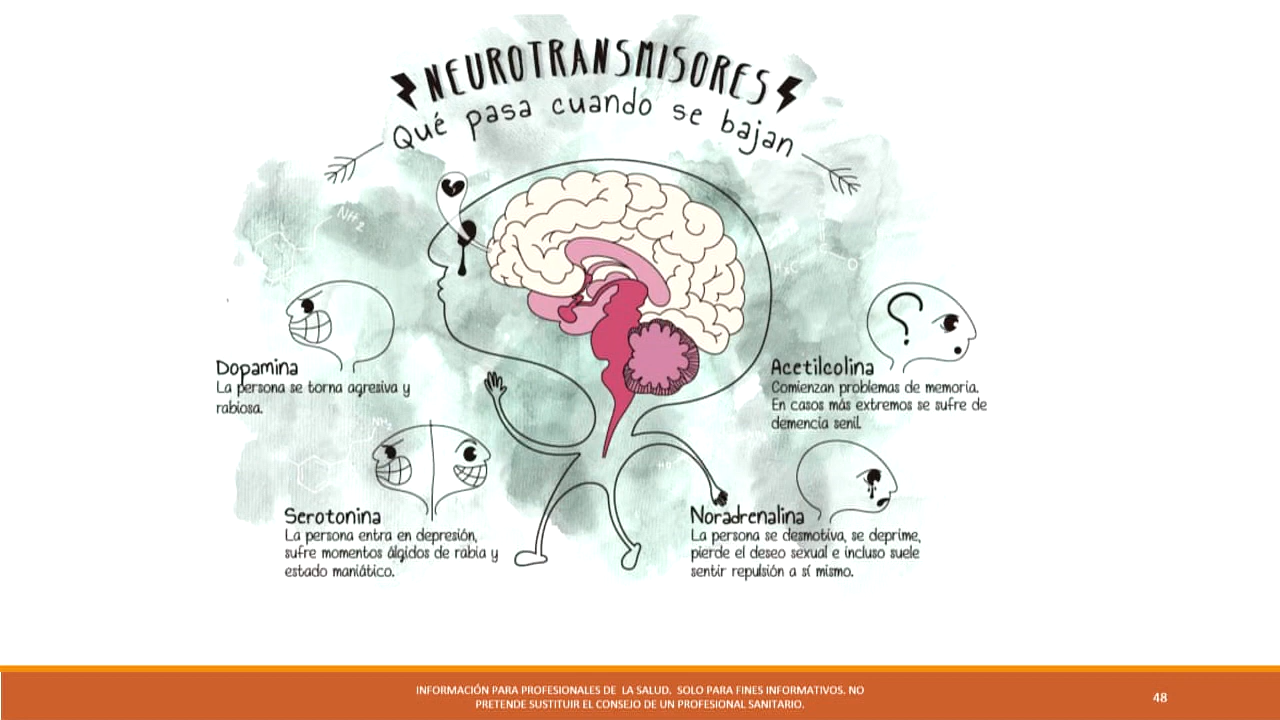 NEUROTRANSMISORES
Qué pasa cuando se bajan
NH2
H3C
O
Dopamina
La persona se torna agresiva y
rabiosa.
Acetilcolina
Comienzan problemas de memoria.
En casos más extremos se sufre de
demencia senil.
NH2
HO
Serotonina
La persona entra en depresión,
sufre momentos álgidos de rabia y
estado maniático.
Noradrenalina
La persona se desmotiva, se deprime,
pierde el deseo sexual e incluso suele
sentir repulsión a sí mismo.
INFORMACIÓN PARA PROFESIONALES DE LA SALUD. SOLO PARA FINES INFORMATIVOS. NO
PRETENDE SUSTITUIR EL CONSEJO DE UN PROFESIONAL SANITARIO.
48